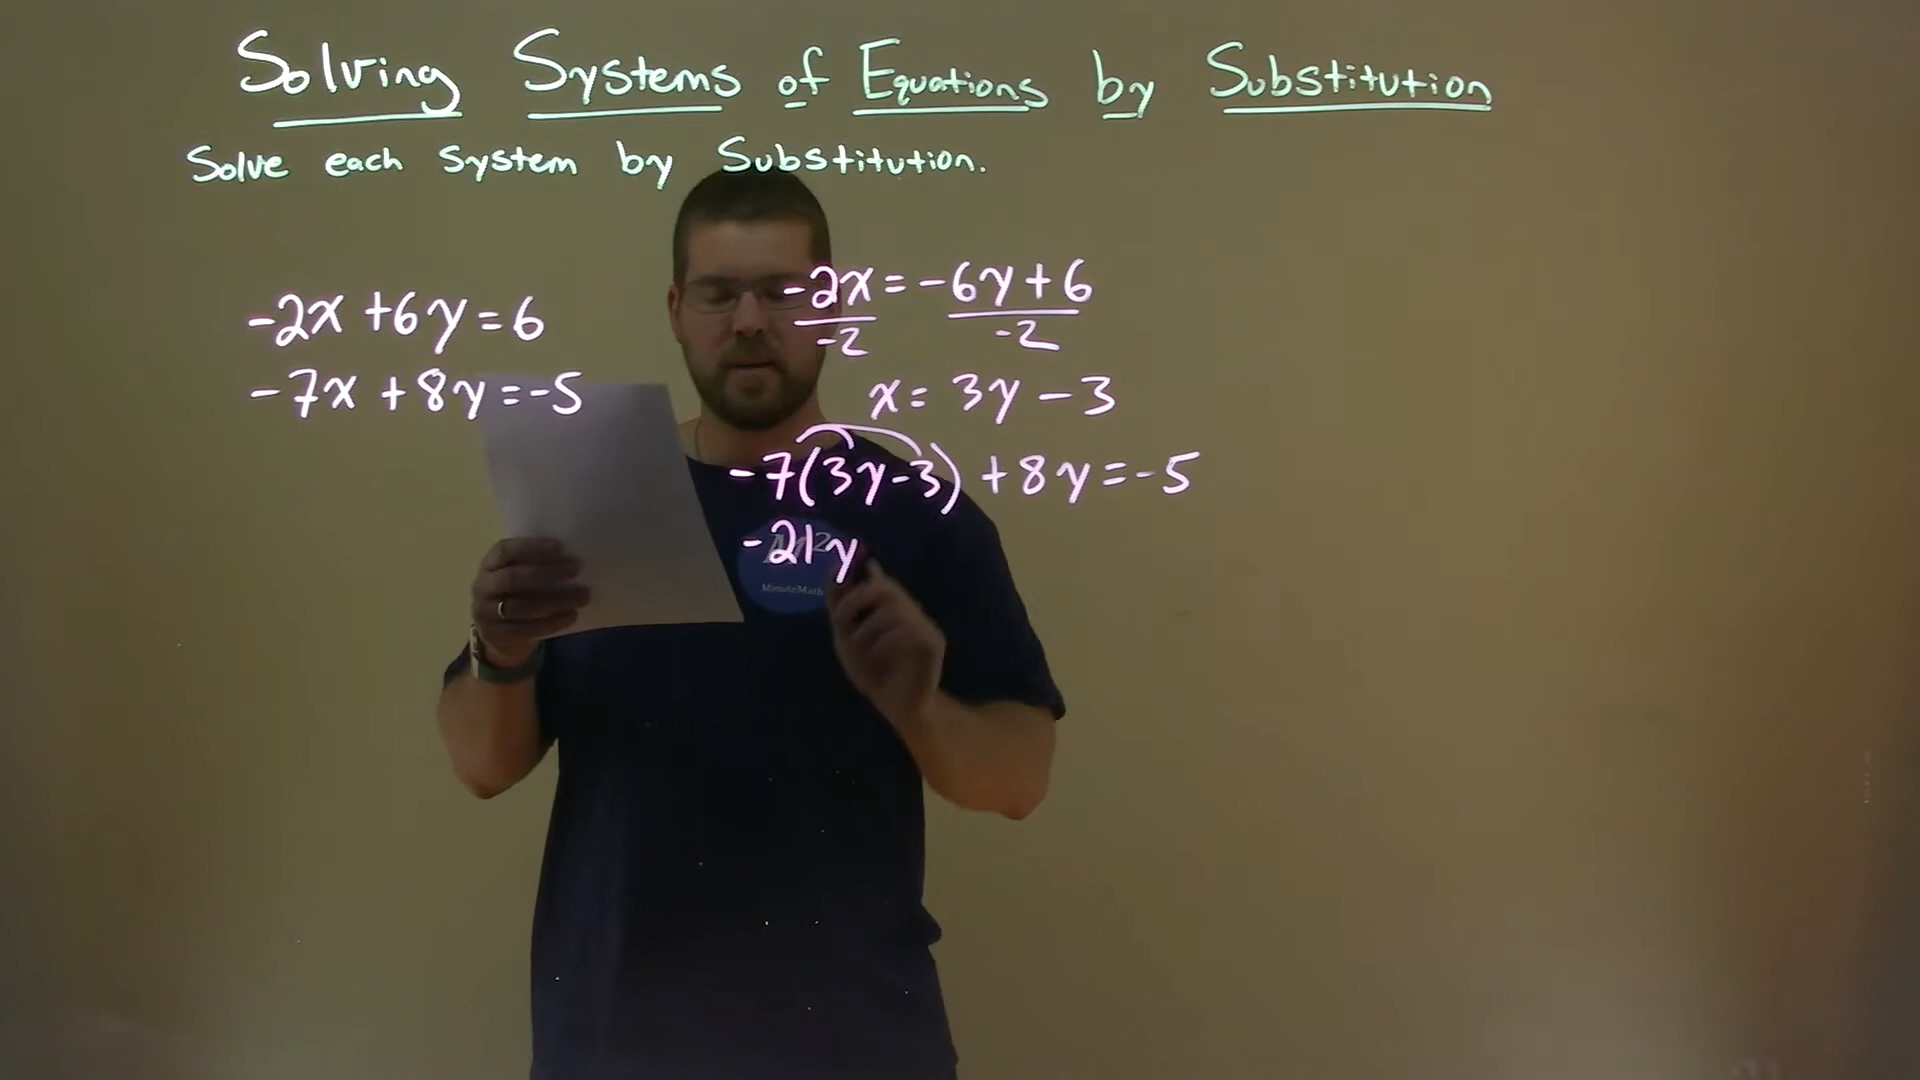 Solving Systems of Equations by Substitution
Solve each system by Substitution.
-2x +6y=6
-7x +8y=-5
-2x = -6y+6
-2 -2
x= 3y-3
-7(3y-3) +8y=-5
-21y
M²
MinuteMath